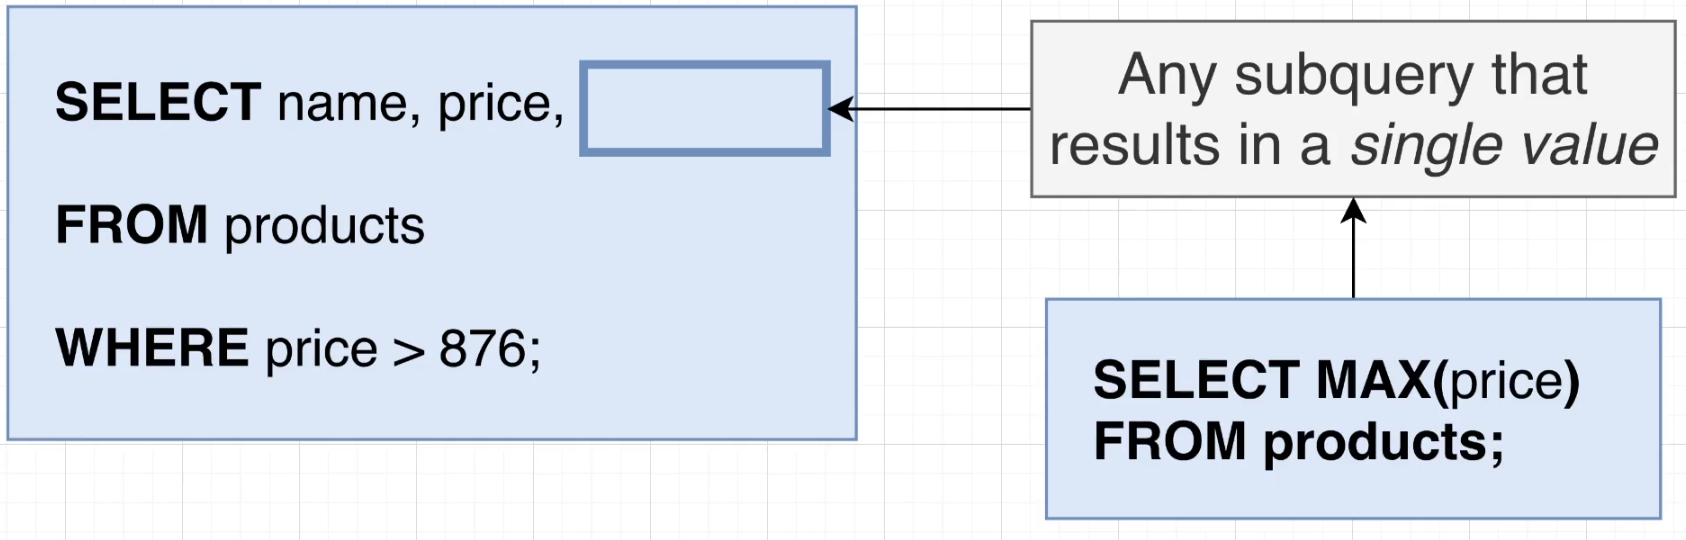 SELECT name, price,
FROM products
WHERE price > 876;
Any subquery that
results in a single value
SELECT MAX(price)
FROM products;